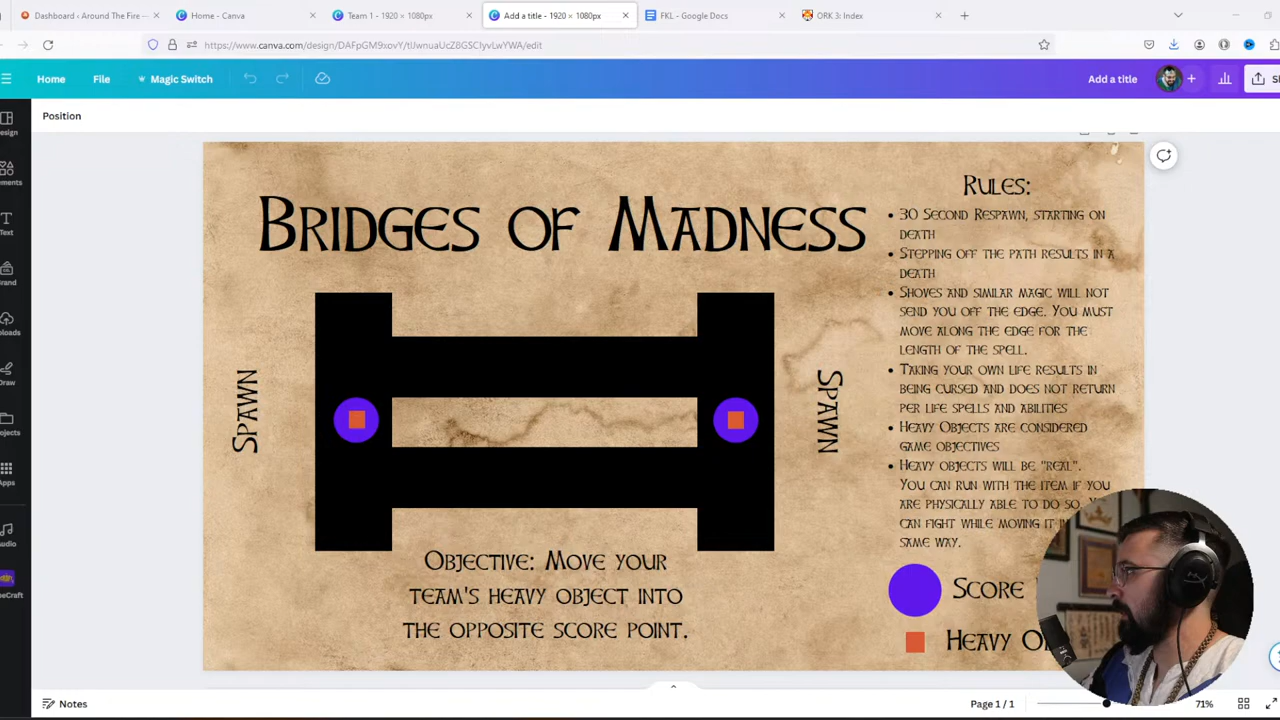 Dashboard ‹ Around The Fire —
Home - Canva
Team 1 - 1920 × 1080px
Add a title - 1920 × 1080px
FKL - Google Docs
ORK 3: Index
https://www.canva.com/design/
Home
File
Magic Switch
Add a title
Position
Bridges of Madness
Spawn
Spawn
Objective: Move your
team's heavy object into
the opposite score point.
Rules:
• 30 Second Respawn, starting on
death
• Stepping off the path results in a
death
• Shoves and similar magic will not
send you off the edge. You must
move along the edge for the
length of the spell.
• Taking your own life results in
being cursed and does not return
per life spells and abilities
• Heavy Objects are considered
game objectives
• Heavy objects will be "real".
You can run with the item if you
are physically able to do so.
can fight while moving it in
same way.
Score
Heavy
Notes
Page 1 / 1
71%